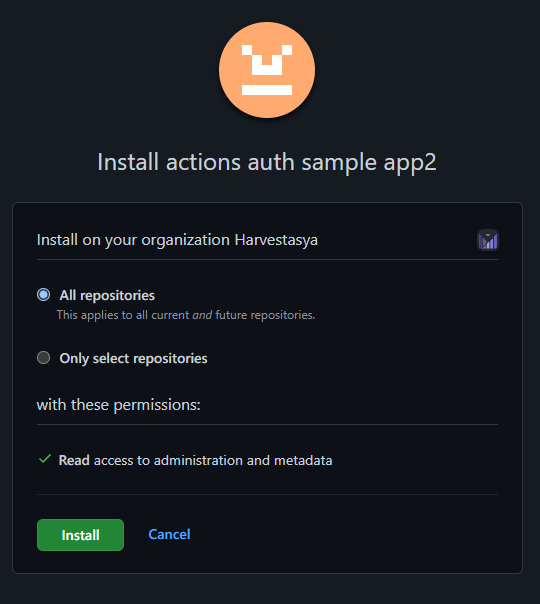 Install actions auth sample app2
Install on your organization Harvestasya
All repositories
This applies to all current and future repositories.
Only select repositories
with these permissions:
Read access to administration and metadata
Install
Cancel